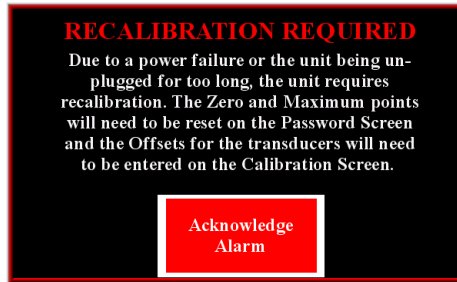 RECALIBRATION REQUIRED
Due to a power failure or the unit being un-
plugged for too long, the unit requires
recalibration. The Zero and Maximum points
will need to be reset on the Password Screen
and the Offsets for the transducers will need
to be entered on the Calibration Screen.
Acknowledge
Alarm